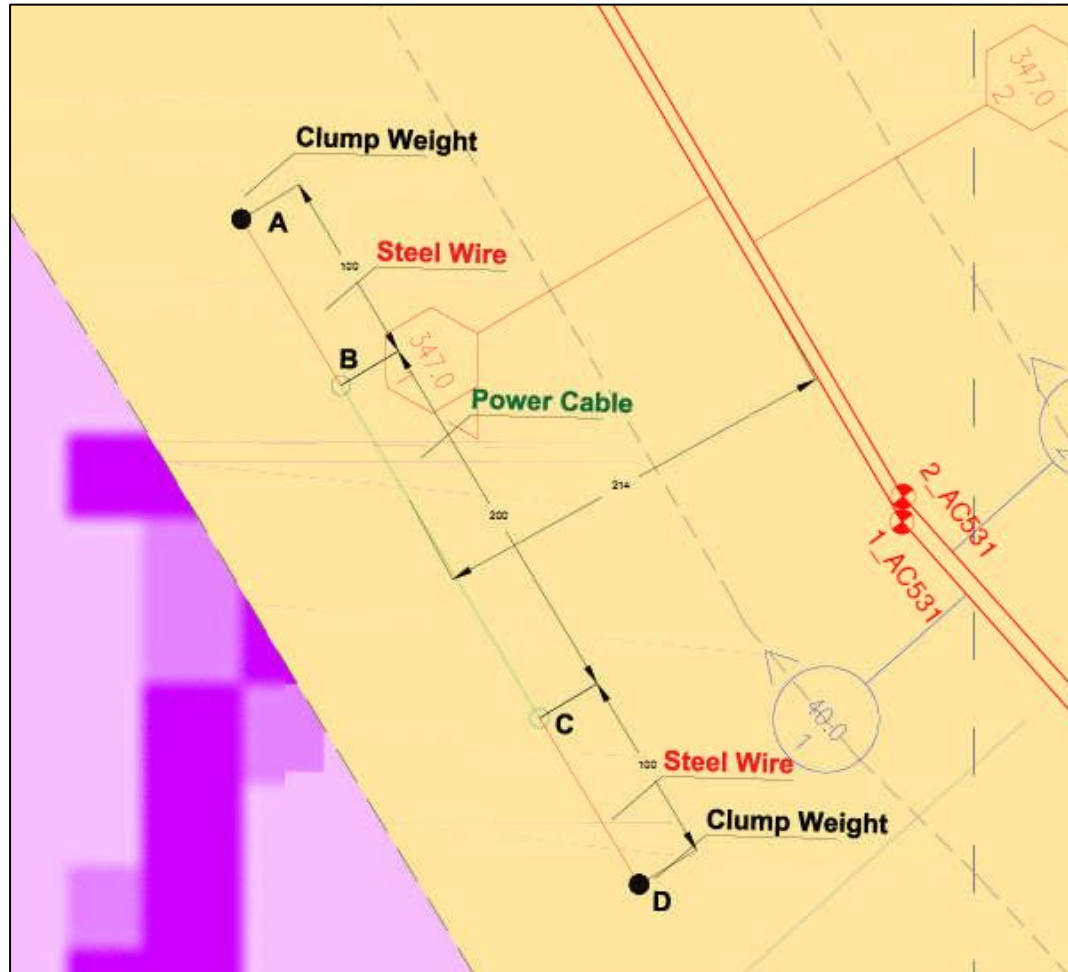 347.0
2
Clump Weight
A
Steel Wire
100
B
347.0
1
Power Cable
214
2_AC531
200
1_AC531
C
40.0
1
100
Steel Wire
Clump Weight
D